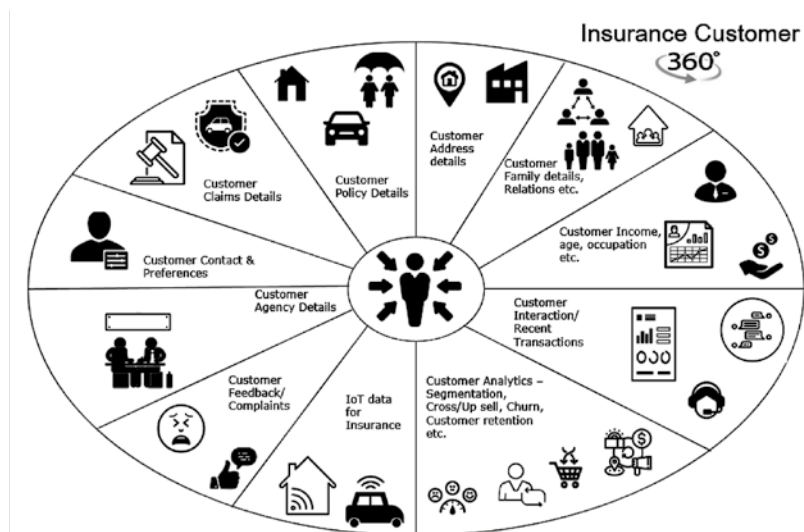 Insurance Customer
360°
Customer
Address
details
Customer
Family details,
Relations etc.
Customer Income,
age, occupation
etc.
Customer
Interaction/
Recent
Transactions
Customer Analytics –
Segmentation,
Cross/Up sell, Churn,
Customer retention
etc.
IoT data
for
Insurance
Customer
Feedback/
Complaints
Customer
Agency Details
Customer Contact &
Preferences
Customer
Claims Details
Customer
Policy Details